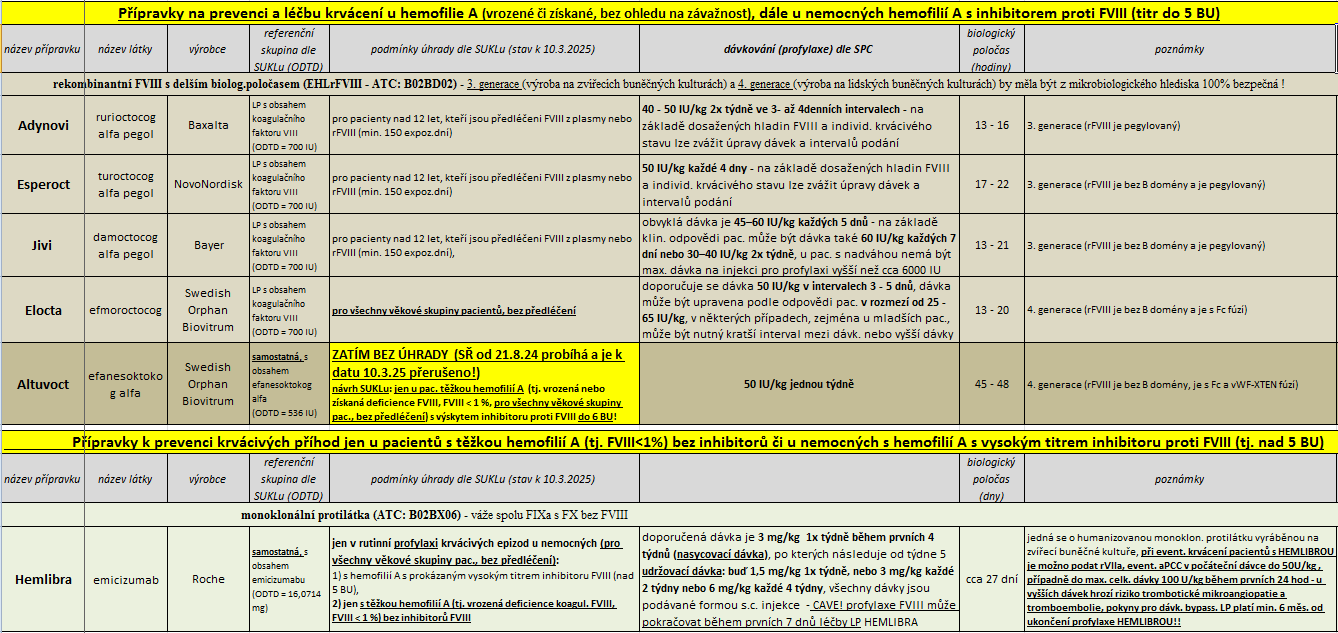 Přípravky na prevenci a léčbu krvácení u hemofilie A (vrozené či získané, bez ohledu na závažnost), dále u nemocných hemofilií A s inhibitorem proti FVIII (titr do 5 BU)
název přípravku
název látky
výrobce
referenční
skupina dle
SUKLu (ODTD)
podmínky úhrady dle SUKLu (stav k 10.3.2025)
dávkování (profylaxe) dle SPC
biologický
poločas
(hodiny)
poznámky
rekombinantní FVIII s delším biolog.poločasem (EHLrFVIII - ATC: B02BD02) - 3. generace (výroba na zvířecích buněčných kulturách) a 4. generace (výroba na lidských buněčných kulturách) by měla být z mikrobiologického hlediska 100% bezpečná !
Adynovi
rurioctocog
alfa pegol
Baxalta
LP s obsahem
koagulačního
faktoru VIII
(ODTD = 700 IU)
pro pacienty nad 12 let, kteří jsou předléčeni FVIII z plasmy nebo
rFVIII (min. 150 expoz.dní)
40 - 50 IU/kg 2x týdně ve 3- až 4denních intervalech - na
základě dosažených hladin FVIII a individ. krvácivého
stavu lze zvážit úpravy dávek a intervalů podání
13 - 16
3. generace (rFVIII je pegylovaný)
Esperoct
turoctocog
alfa pegol
NovoNordisk
LP s obsahem
koagulačního
faktoru VIII
(ODTD = 700 IU)
pro pacienty nad 12 let, kteří jsou předléčeni FVIII z plasmy nebo
rFVIII (min. 150 expoz.dní)
50 IU/kg každé 4 dny - na základě dosažených hladin FVIII
a individ. krvácivého stavu lze zvážit úpravy dávek a
intervalů podání
17 - 22
3. generace (rFVIII je bez B domény a je pegylovaný)
Jivi
damoctocog
alfa pegol
Bayer
LP s obsahem
koagulačního
faktoru VIII
(ODTD = 700 IU)
pro pacienty nad 12 let, kteří jsou předléčeni FVIII z plasmy nebo
rFVIII (min. 150 expoz.dní),
obvyklá dávka je 45–60 IU/kg každých 5 dnů - na základě
klin. odpovědi pac. může být dávka také 60 IU/kg každých 7
dní nebo 30–40 IU/kg 2x týdně, u pac. s nadváhou nemá být
max. dávka na injekci pro profylaxi vyšší než cca 6000 IU
13 - 21
3. generace (rFVIII je bez B domény a je pegylovaný)
Elocta
efmoroctocog
Swedish
Orphan
Biovitrum
LP s obsahem
koagulačního
faktoru VIII
(ODTD = 700 IU)
pro všechny věkové skupiny pacientů, bez předléčení
doporučuje se dávka 50 IU/kg v intervalech 3 - 5 dnů, dávka
může být upravena podle odpovědi pac. v rozmezí od 25 -
65 IU/kg, v některých případech, zejména u mladších pac.,
může být nutný kratší interval mezi dávk. nebo vyšší dávky
13 - 20
4. generace (rFVIII je bez B domény a je s Fc fúzí)
Altuvoct
efanesoktoko
g alfa
Swedish
Orphan
Biovitrum
samostatná, s
obsahem
efanesoktokog
alfa
(ODTD = 536 IU)
ZATÍM BEZ ÚHRADY (SŘ od 21.8.24 probíhá a je k
datu 10.3.25 přerušeno!)
návrh SUKLu: jen u pac. těžkou hemofilií A (tj. vrozená nebo
získaná deficience FVIII, FVIII < 1 %, pro všechny věkové skupiny
pac., bez předléčení) s výskytem inhibitoru proti FVIII do 6 BU!
50 IU/kg jednou týdně
45 - 48
4. generace (rFVIII je bez B domény, je s Fc a vWF-XTEN fúzí)
Přípravky k prevenci krvácivých příhod jen u pacientů s těžkou hemofilií A (tj. FVIII<1%) bez inhibitorů či u nemocných s hemofilií A s vysokým titrem inhibitoru proti FVIII (tj. nad 5 BU)
název přípravku
název látky
výrobce
referenční
skupina dle
SUKLu (ODTD)
podmínky úhrady dle SUKLu (stav k 10.3.2025)
biologický
poločas
(dny)
poznámky
monoklonální protilátka (ATC: B02BX06) - váže spolu FIXa s FX bez FVIII
Hemlibra
emicizumab
Roche
samostatná, s
obsahem
emicizumabu
(ODTD = 16,0714
mg)
jen v rutinní profylaxi krvácivých epizod u nemocných (pro
všechny věkové skupiny pac., bez předléčení):
1) s hemofilií A s prokázaným vysokým titrem inhibitoru FVIII (nad
5 BU),
2) jen s těžkou hemofilií A (tj. vrozená deficience koagul. FVIII,
FVIII < 1 %) bez inhibitorů FVIII
doporučená dávka je 3 mg/kg 1x týdně během prvních 4
týdnů (nasycovací dávka), po kterých následuje od týdne 5
udržovací dávka: buď 1,5 mg/kg 1x týdně, nebo 3 mg/kg každé
2 týdny nebo 6 mg/kg každé 4 týdny, všechny dávky jsou
podávané formou s.c. injekce - CAVE! profylaxe FVIII může
pokračovat během prvních 7 dnů léčby LP HEMLIBRA
cca 27 dní
jedná se o humanizovanou monoklon. protilátku vyráběnou na
zvířecí buněčné kultuře, při event. krvácení pacientů s HEMLIBROU
je možno podat rVIIa, event. aPCC v počáteční dávce do 50U/kg ,
případně do max. celk. dávky 100 U/kg během prvních 24 hod - u
vyšších dávek hrozí riziko trombotické mikroangiopatie a
tromboembolie, pokyny pro dávk. bypass. LP platí min. 6 měs. od
ukončení profylaxe HEMLIBROU!!